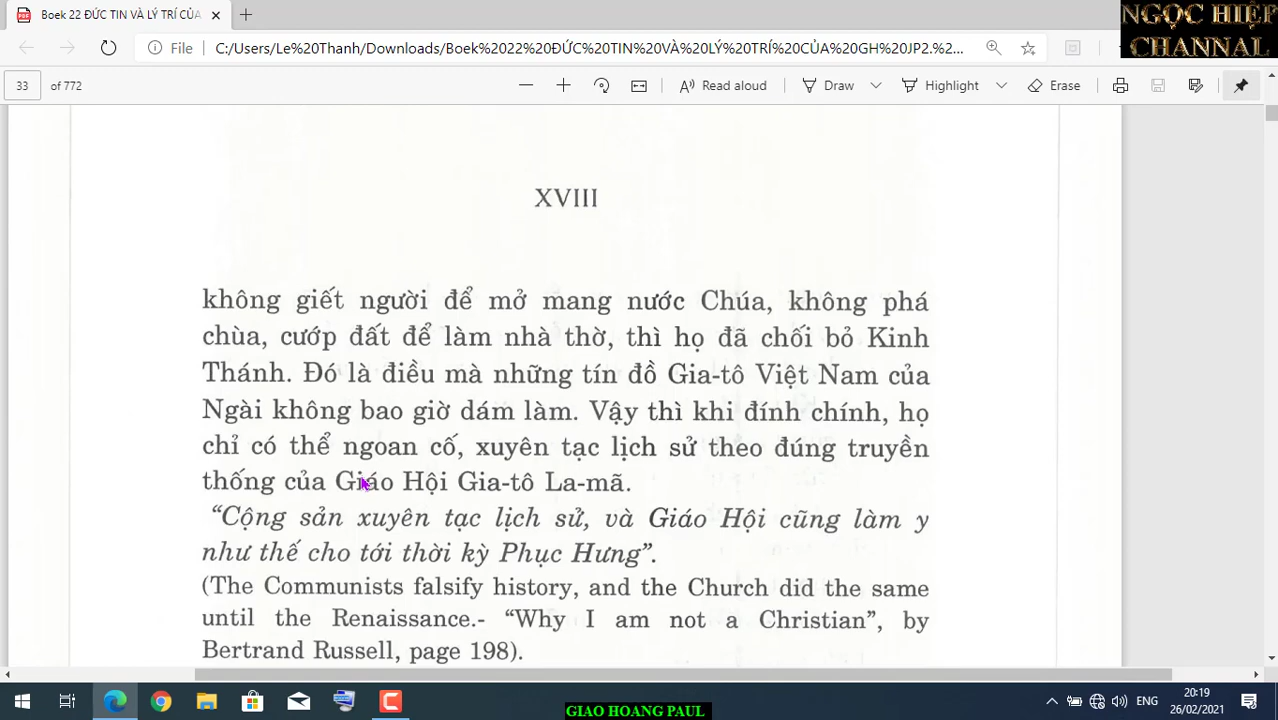 Boek 22 ĐỨC TIN VÀ LÝ TRÍ CỦA
NGỌC HIỆP
CHANNAL
File
C:/Users/Le%20Thanh/Downloads/Boek%2022%20ĐỨC%20TIN%20VÀ%20LÝ%20TRÍ%20CỦA%20GH%20JP2.%2...
33 of 772
Read aloud
Draw
Highlight
Erase
XVIII
không giết người để mở mang nước Chúa, không phá
chùa, cướp đất để làm nhà thờ, thì họ đã chối bỏ Kinh
Thánh. Đó là điều mà những tín đồ Gia-tô Việt Nam của
Ngài không bao giờ dám làm. Vậy thì khi đính chính, họ
chỉ có thể ngoan cố, xuyên tạc lịch sử theo đúng truyền
thống của Giáo Hội Gia-tô La-mã.
“Cộng sản xuyên tạc lịch sử, và Giáo Hội cũng làm y
như thế cho tới thời kỳ Phục Hưng”.
(The Communists falsify history, and the Church did the same
until the Renaissance.- “Why I am not a Christian”, by
Bertrand Russell, page 198).
ENG
20:19
26/02/2021
GIAO HOANG PAUL